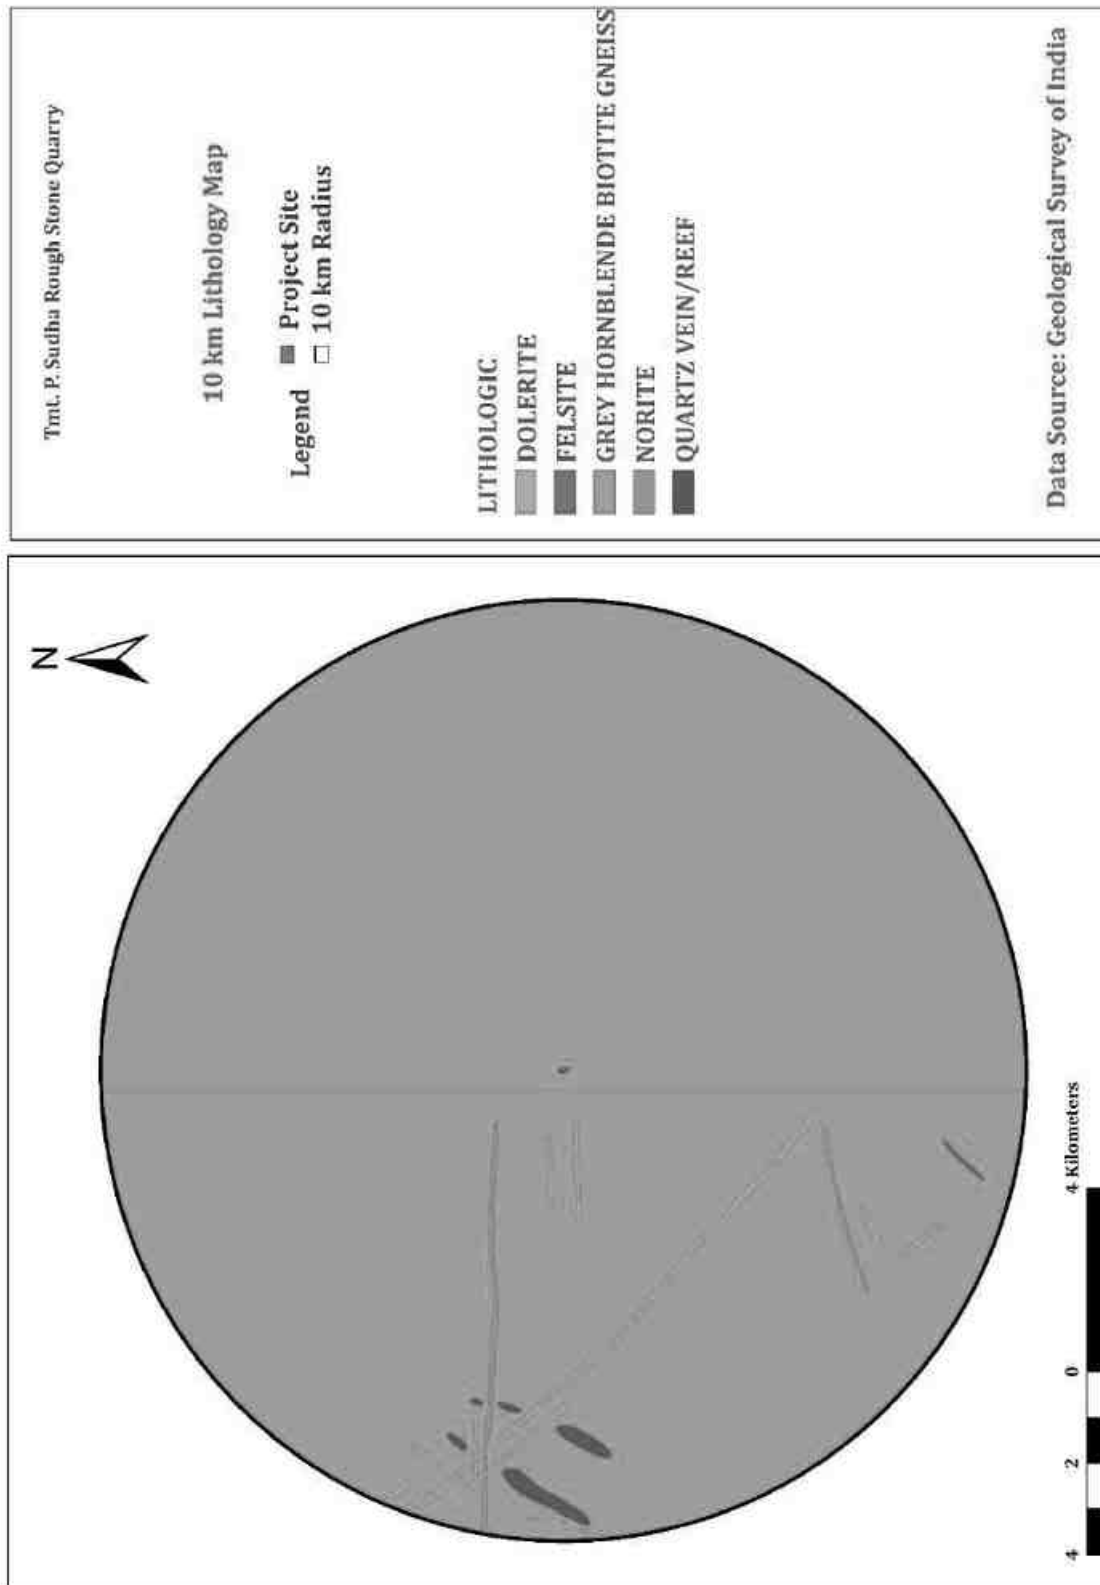 Tmt. P. Sudha Rough Stone Quarry
10 km Lithology Map
Legend
Project Site
10 km Radius
LITHOLOGIC
DOLERITE
FELSITE
GREY HORNBLENDE BIOTITE GNEISS
NORITE
QUARTZ VEIN/REEF
Data Source: Geological Survey of India
N
4 2 0 4 Kilometers